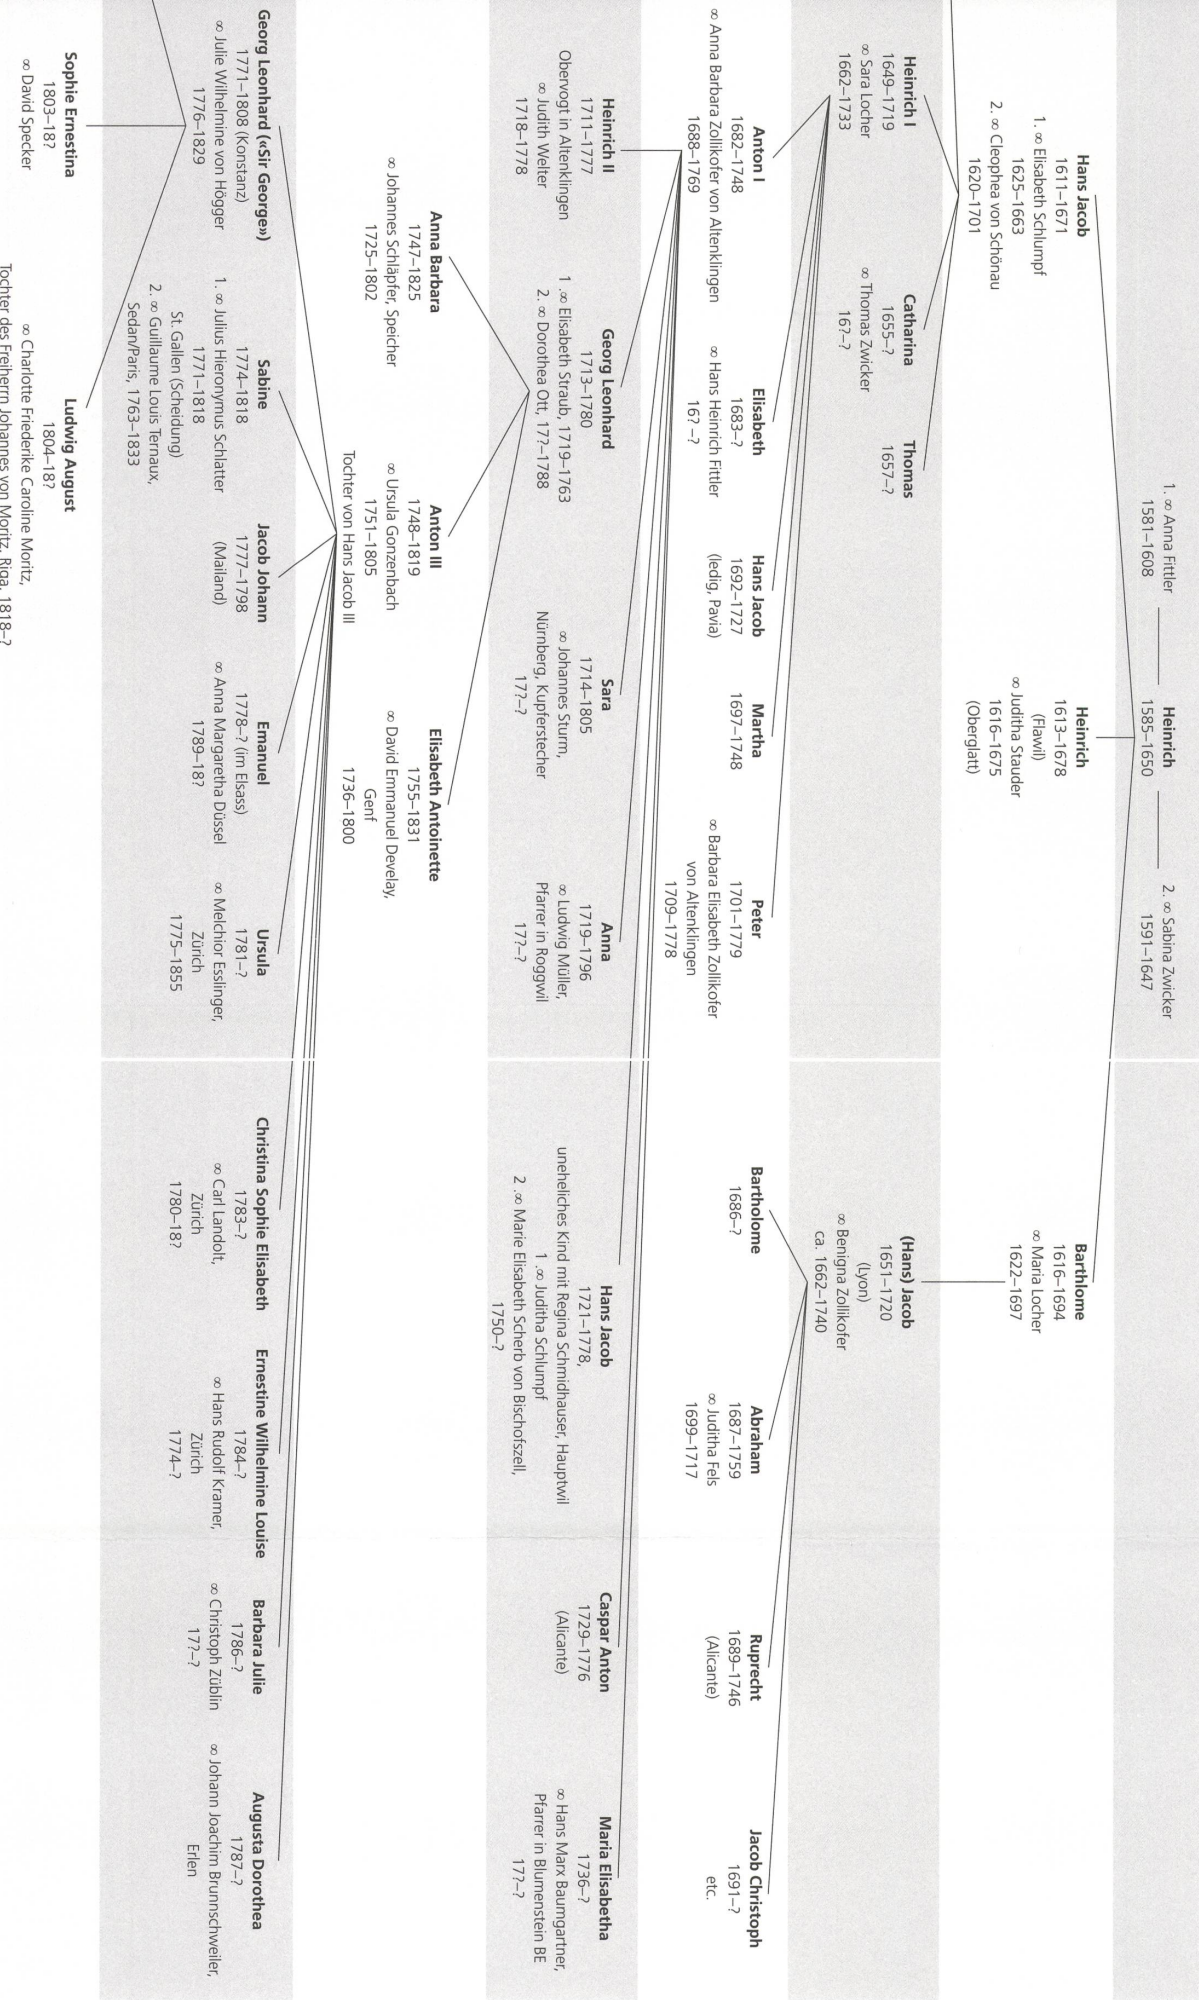 1. ∞ Anna Fittler
1581–1608
Heinrich
1585–1650
2. ∞ Sabina Zwicker
1591–1647
Hans Jacob
1611–1671
1. ∞ Elisabeth Schlumpf
1625–1663
2. ∞ Cleophea von Schönau
1620–1701
Heinrich
1613–1678
(Flawil)
∞ Juditha Stauder
1616–1675
(Oberglatt)
Barthlome
1616–1694
∞ Maria Locher
1622–1697
Heinrich I
1649–1719
∞ Sara Locher
1662–1733
Catharina
1655–?
∞ Thomas Zwicker
16?–?
Thomas
1657–?
(Hans) Jacob
1651–1720
(Lyon)
∞ Benigna Zollikofer
ca. 1662–1740
Anton I
1682–1748
∞ Anna Barbara Zollikofer von Altenklingen
1688–1769
Elisabeth
1683–?
∞ Hans Heinrich Fittler
16? –?
Hans Jacob
1692–1727
(ledig, Pavia)
Martha
1697–1748
Peter
1701–1779
∞ Barbara Elisabeth Zollikofer
von Altenklingen
1709–1778
Bartholome
1686–?
Abraham
1687–1759
∞ Juditha Fels
1699–1717
Ruprecht
1689–1746
(Alicante)
Jacob Christoph
1691–?
etc.
Heinrich II
1711–1777
Obervogt in Altenklingen
∞ Judith Welter
1718–1778
Georg Leonhard
1713–1780
1 .∞ Elisabeth Straub, 1719–1763
2. ∞ Dorothea Ott, 17?–1788
Sara
1714–1805
∞ Johannes Sturm,
Nürnberg, Kupferstecher
17?–?
Anna
1719–1796
∞ Ludwig Müller,
Pfarrer in Roggwil
17?–?
Hans Jacob
1721–1778,
uneheliches Kind mit Regina Schmidhauser, Hauptwil
1 .∞ Juditha Schlumpf
2 .∞ Marie Elisabeth Scherb von Bischofszell,
1750–?
Caspar Anton
1729–1776
(Alicante)
Maria Elisabetha
1736–?
∞ Hans Marx Baumgartner,
Pfarrer in Blumenstein BE
17?–?
Anna Barbara
1747–1825
∞ Johannes Schläpfer, Speicher
1725–1802
Anton III
1748–1819
∞ Ursula Gonzenbach
1751–1805
Tochter von Hans Jacob III
Elisabeth Antoinette
1755–1831
∞ David Emmanuel Develay,
Genf
1736–1800
Georg Leonhard («Sir George»)
1771–1808 (Konstanz)
∞ Julie Wilhelmine von Högger
1776–1829
Sabine
1774–1818
1. ∞ Julius Hieronymus Schlatter
1771–1818
St. Gallen (Scheidung)
2. ∞ Guillaume Louis Ternaux,
Sedan/Paris, 1763–1833
Jacob Johann
1777–1798
(Mailand)
Emanuel
1778–? (im Elsass)
∞ Anna Margaretha Düssel
1789–18?
Ursula
1781–?
∞ Melchior Esslinger,
Zürich
1775–1855
Christina Sophie Elisabeth
1783–?
∞ Carl Landolt,
Zürich
1780–18?
Ernestine Wilhelmine Louise
1784–?
∞ Hans Rudolf Kramer,
Zürich
1774–?
Barbara Julie
1786–?
∞ Christoph Züblin
17?–?
Augusta Dorothea
1787–?
∞ Johann Joachim Brunnschweiler,
Erlen
Sophie Ernestina
1803–18?
∞ David Specker
Ludwig August
1804–18?
∞ Charlotte Friederike Caroline Moritz,
Tochter des Freiherrn Johannes von Moritz, Riga, 1818–?